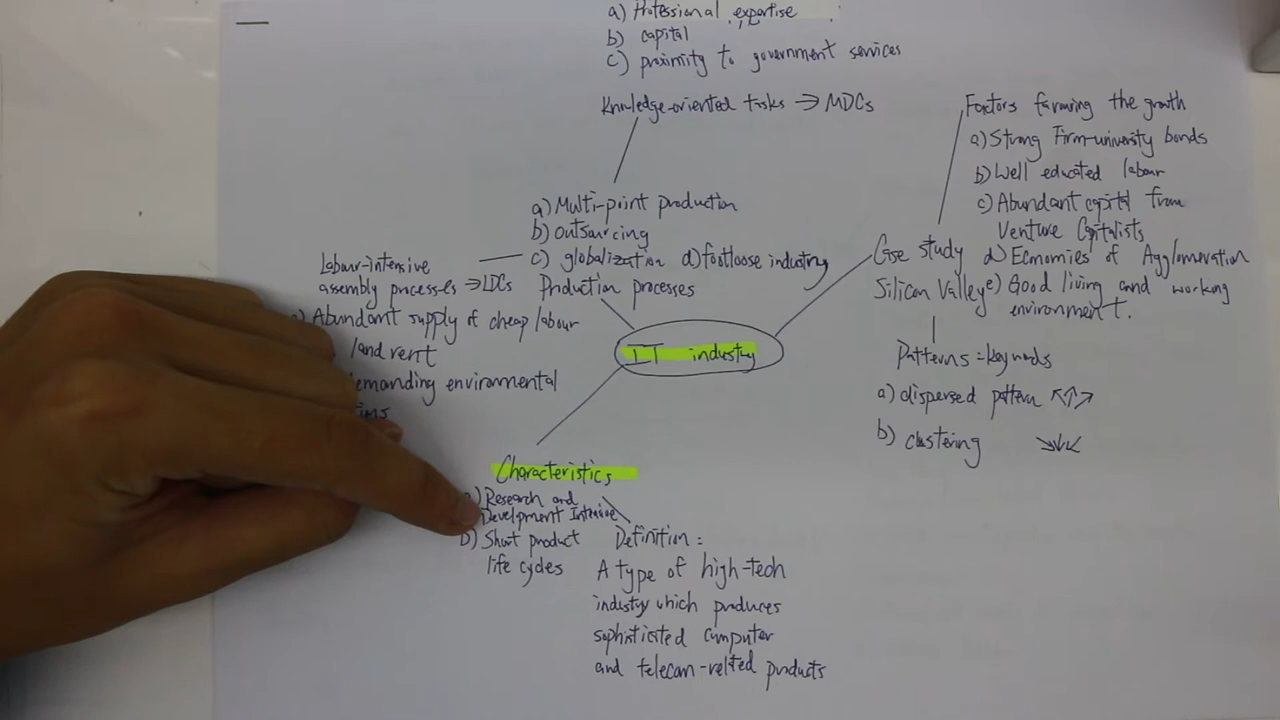 a) Professional expertise
b) capital
c) proximity to government services
Knowledge-oriented tasks → MDCs
a) Multi-point production
b) outsourcing
c) globalization d) footloose industry
Production processes
Labour-intensive
assembly processes → LDCs
Abundant supply of cheap labour
land rent
demanding environmental
IT industry
Case study
Silicon Valley
Factors favouring the growth
a) Strong Firm-university bonds
b) Well educated labour
c) Abundant capital from
Venture Capitalists
d) Economies of Agglomeration
e) Good living and working
environment.
Patterns = keywords
a) dispersed pattern ↖↑↗
b) clustering ↘↓↙
Characteristics
a) Research and
Development Intensive
b) Short product
life cycles
Definition :
A type of high-tech
industry which produces
sophisticated computer
and telecom-related products